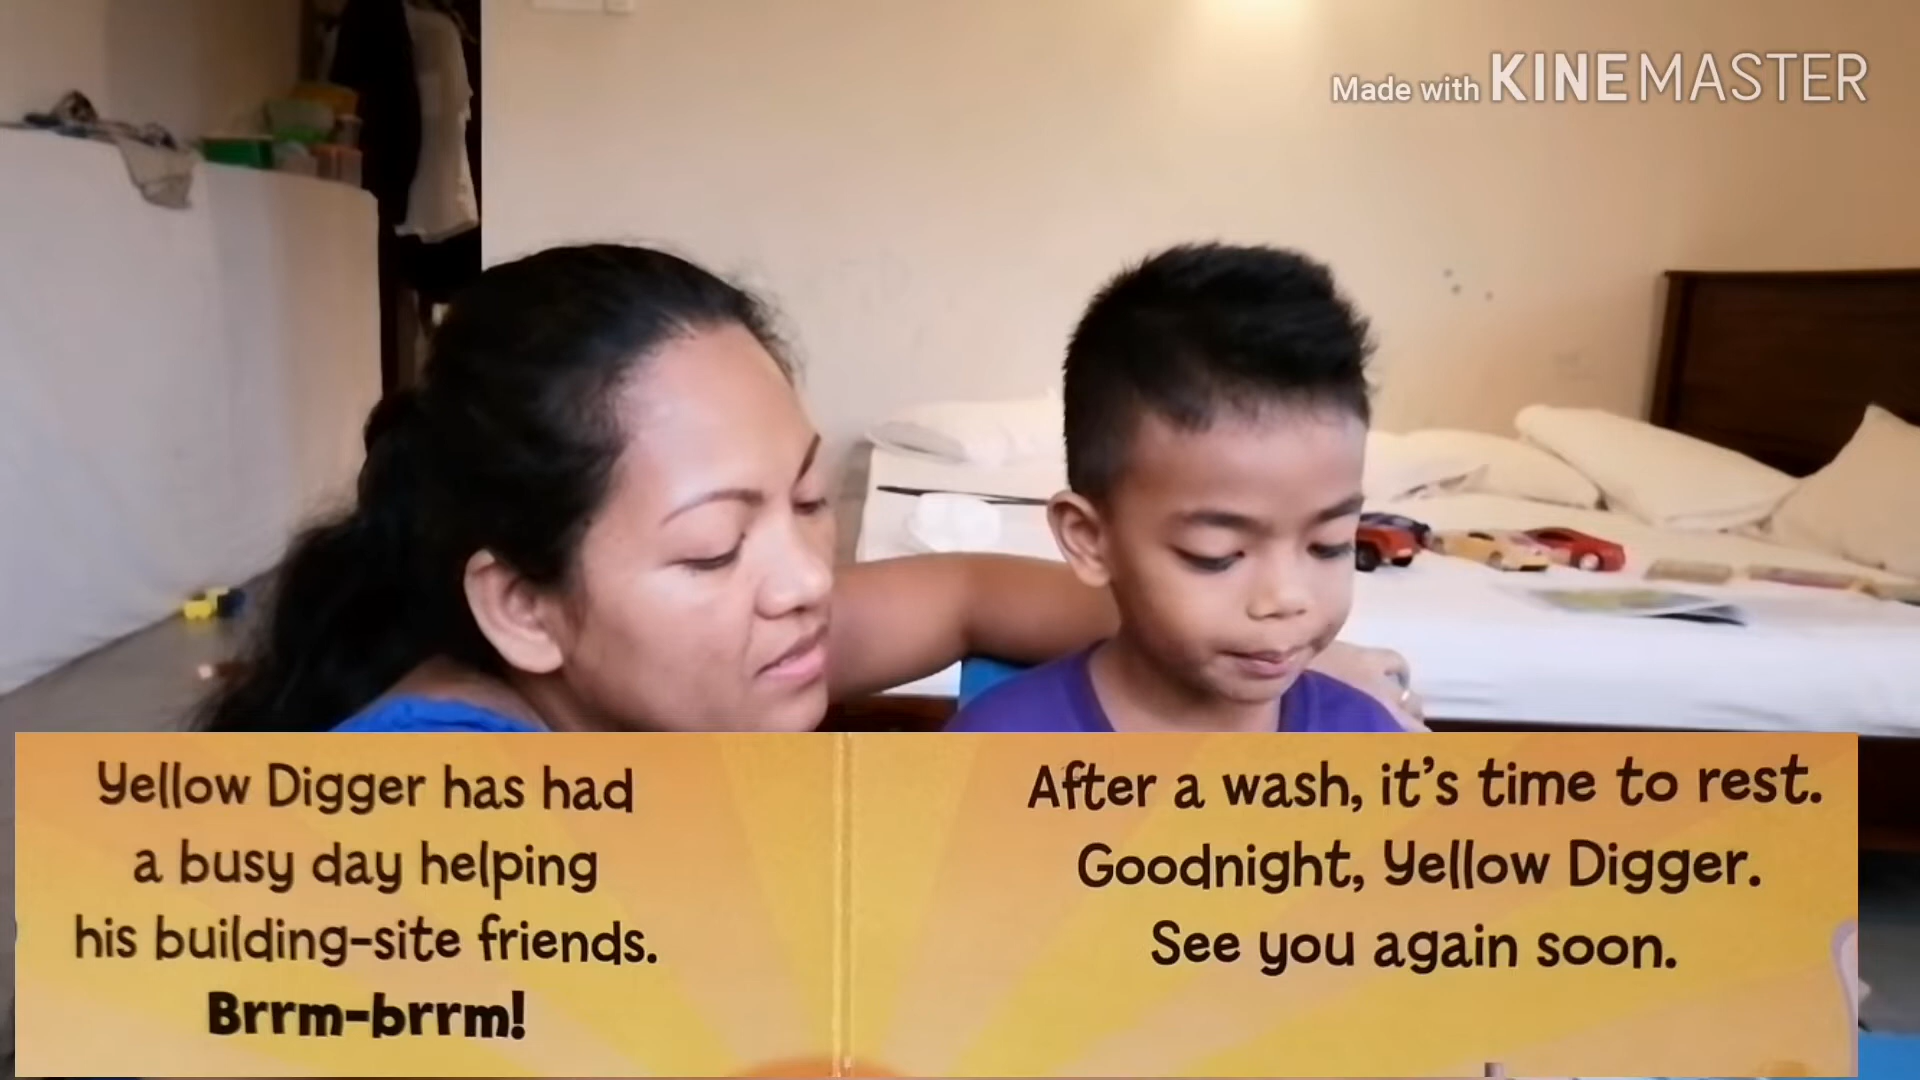 Made with KINEMASTER
Yellow Digger has had
a busy day helping
his building-site friends.
Brrm-brrm!
After a wash, it's time to rest.
Goodnight, Yellow Digger.
See you again soon.